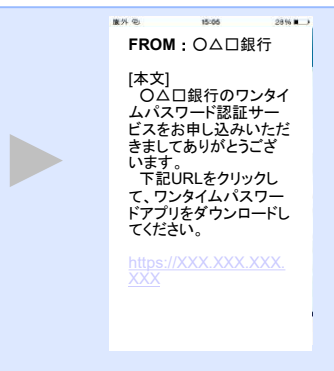 圏外
15:05
28%
FROM：〇△□銀行
[本文]
　〇△□銀行のワンタイ
ムパスワード認証サー
ビスをお申し込みいただ
きましてありがとうござ
います。
　下記URLをクリックし
て、ワンタイムパスワー
ドアプリをダウンロードし
てください。
https://XXX.XXX.XXX.
XXX